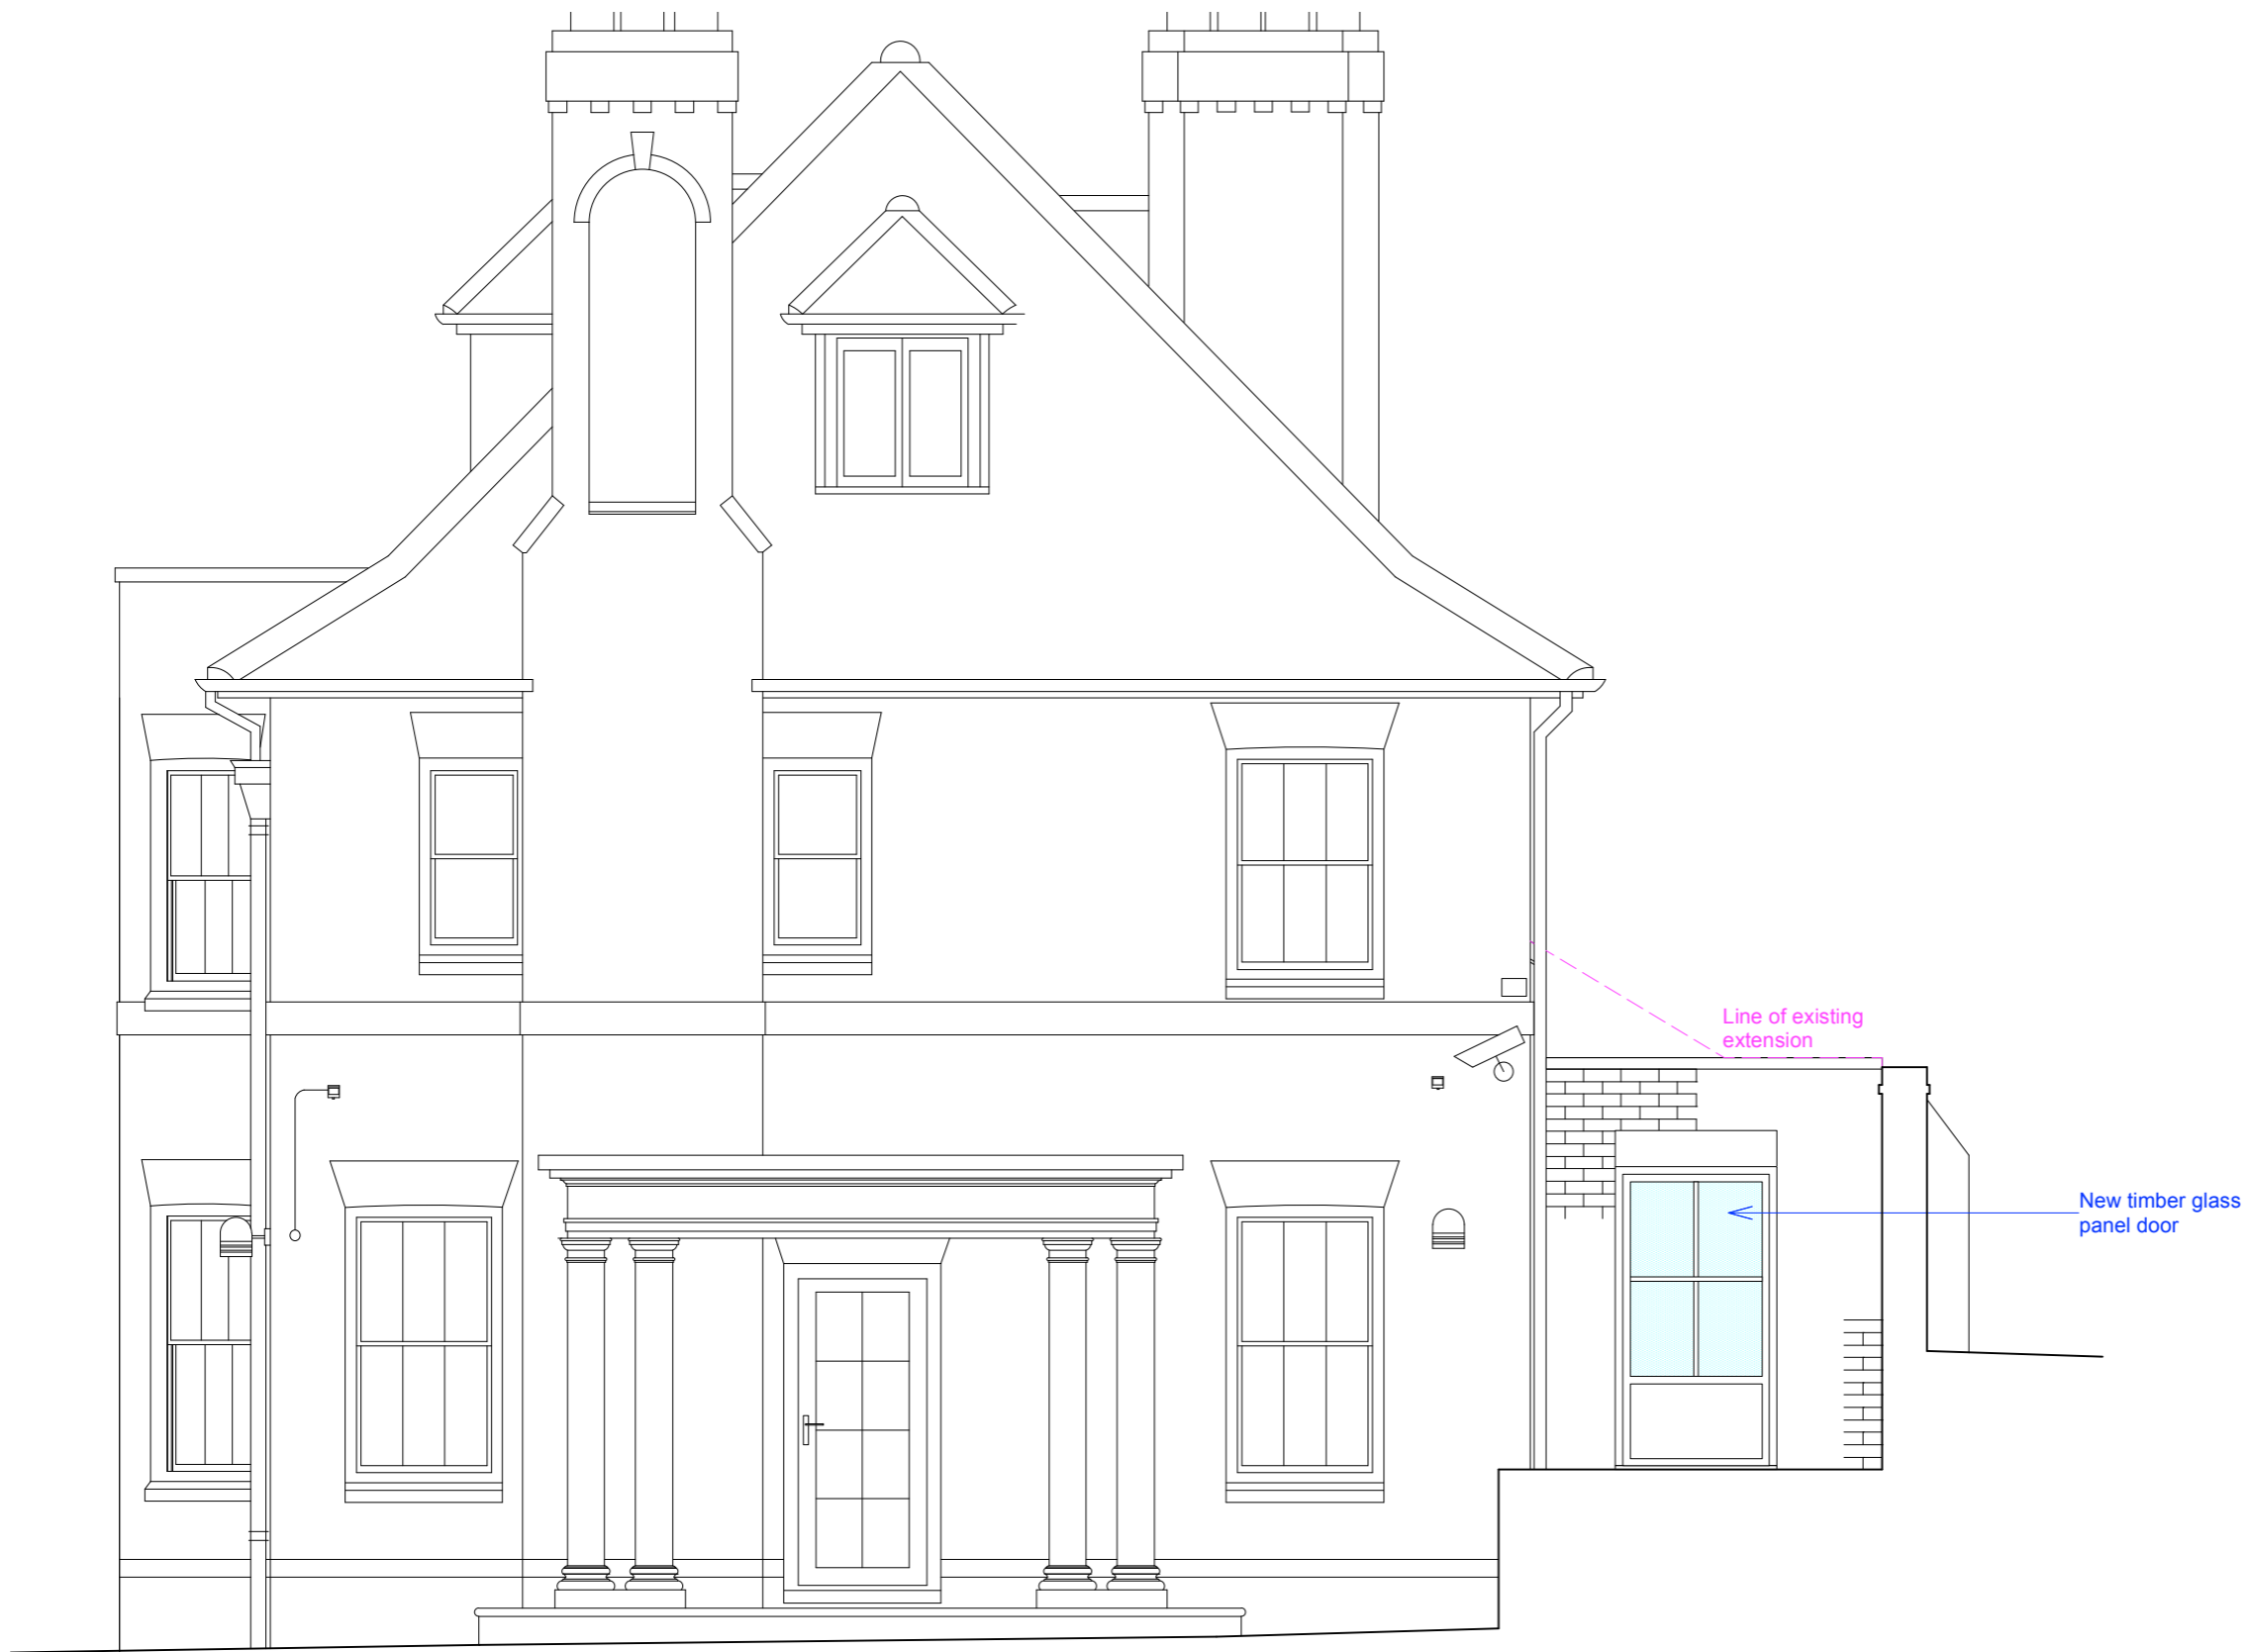 Line of existing
extension
New timber glass
panel door